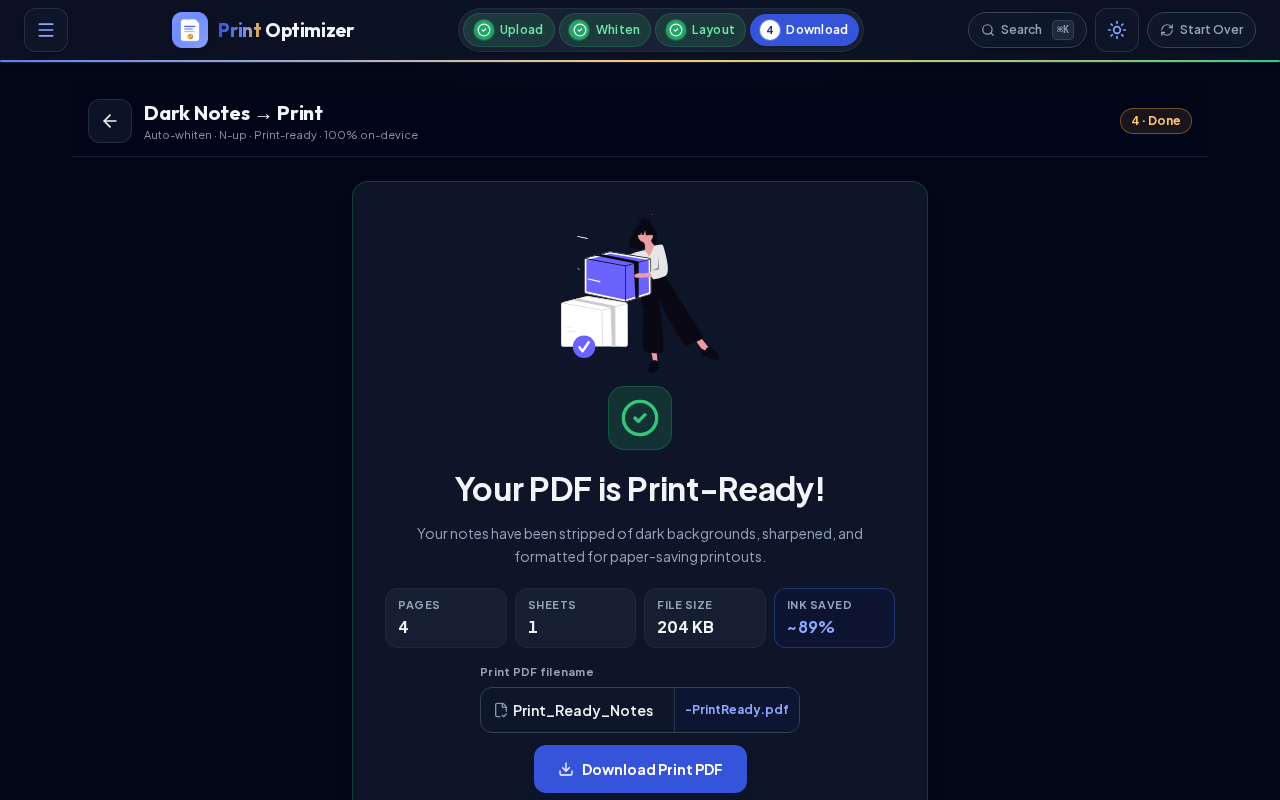 Print Optimizer
Upload
Whiten
Layout
4 Download
Search ⌘K
Start Over
Dark Notes → Print
Auto-whiten · N-up · Print-ready · 100% on-device
4 · Done
Your PDF is Print-Ready!
Your notes have been stripped of dark backgrounds, sharpened, and
formatted for paper-saving printouts.
PAGES
4
SHEETS
1
FILE SIZE
204 KB
INK SAVED
~89%
Print PDF filename
Print_Ready_Notes
-PrintReady.pdf
Download Print PDF